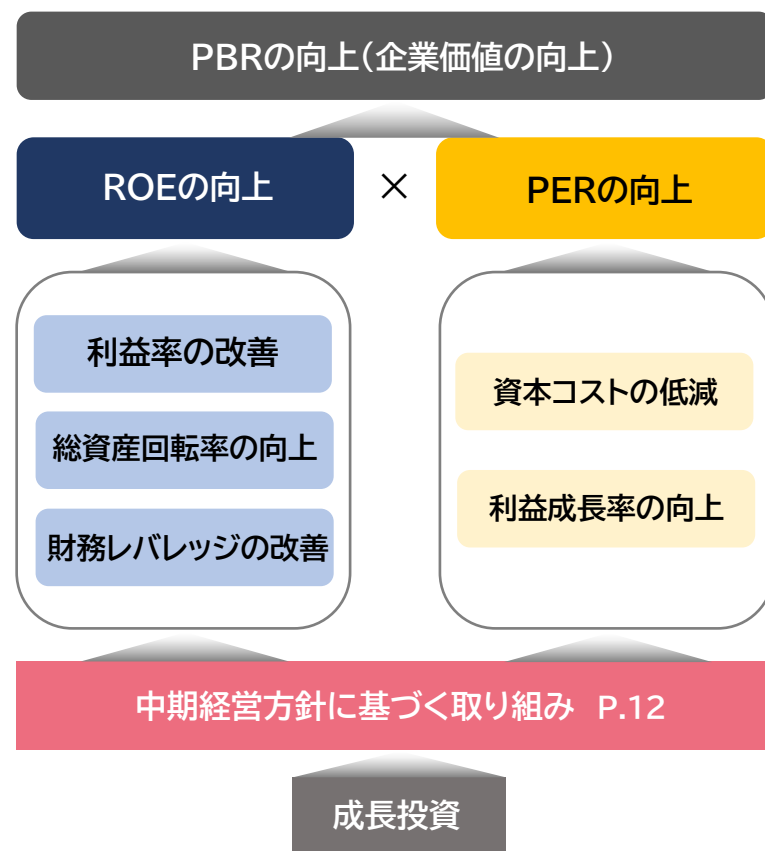 PBRの向上(企業価値の向上)
ROEの向上
×
PERの向上
利益率の改善
総資産回転率の向上
財務レバレッジの改善
資本コストの低減
利益成長率の向上
中期経営方針に基づく取り組み P.12
成長投資